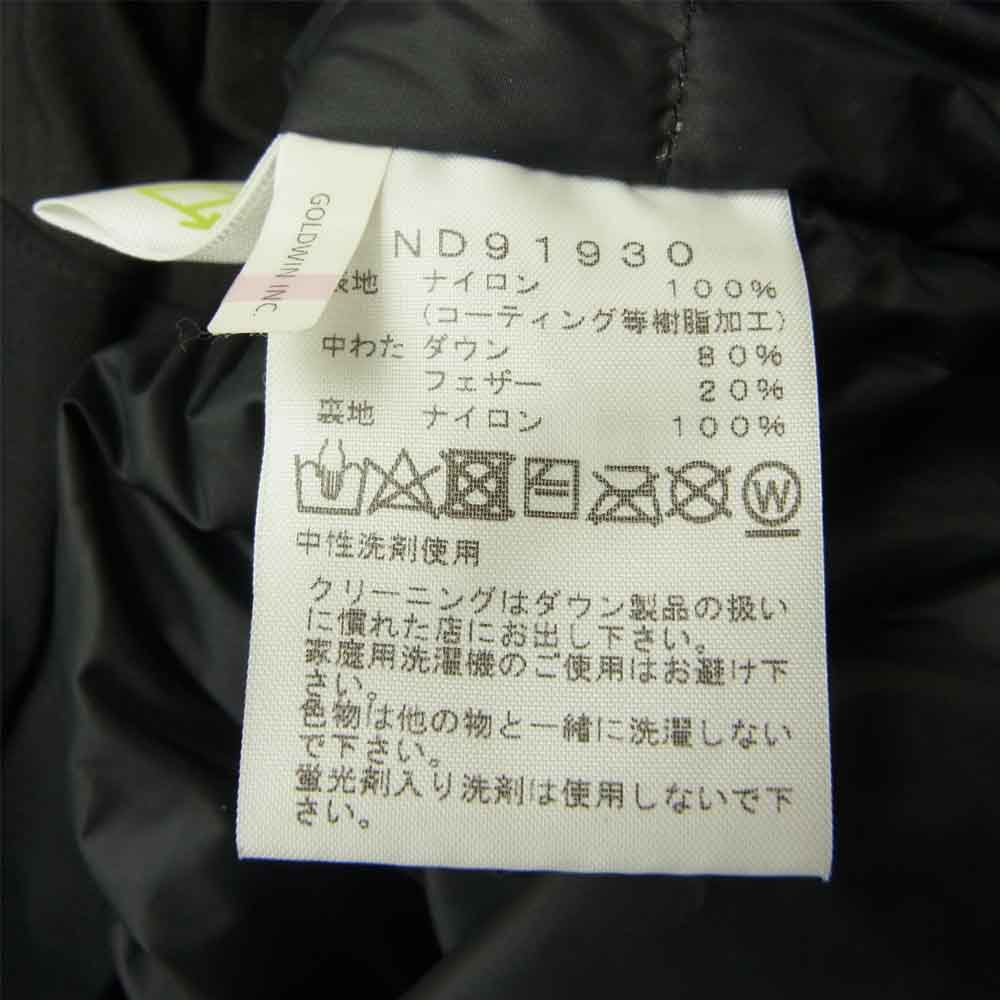 GOLDWIN INC
ND91930
表地 ナイロン 100%
(コーティング等樹脂加工)
中わた ダウン 80%
フェザー 20%
裏地 ナイロン 100%
W
中性洗剤使用
クリーニングはダウン製品の扱い
に慣れた店にお出し下さい。
家庭用洗濯機のご使用はお避け下
さい。
色物は他の物と一緒に洗濯しない
で下さい。
蛍光剤入り洗剤は使用しないで下
さい。